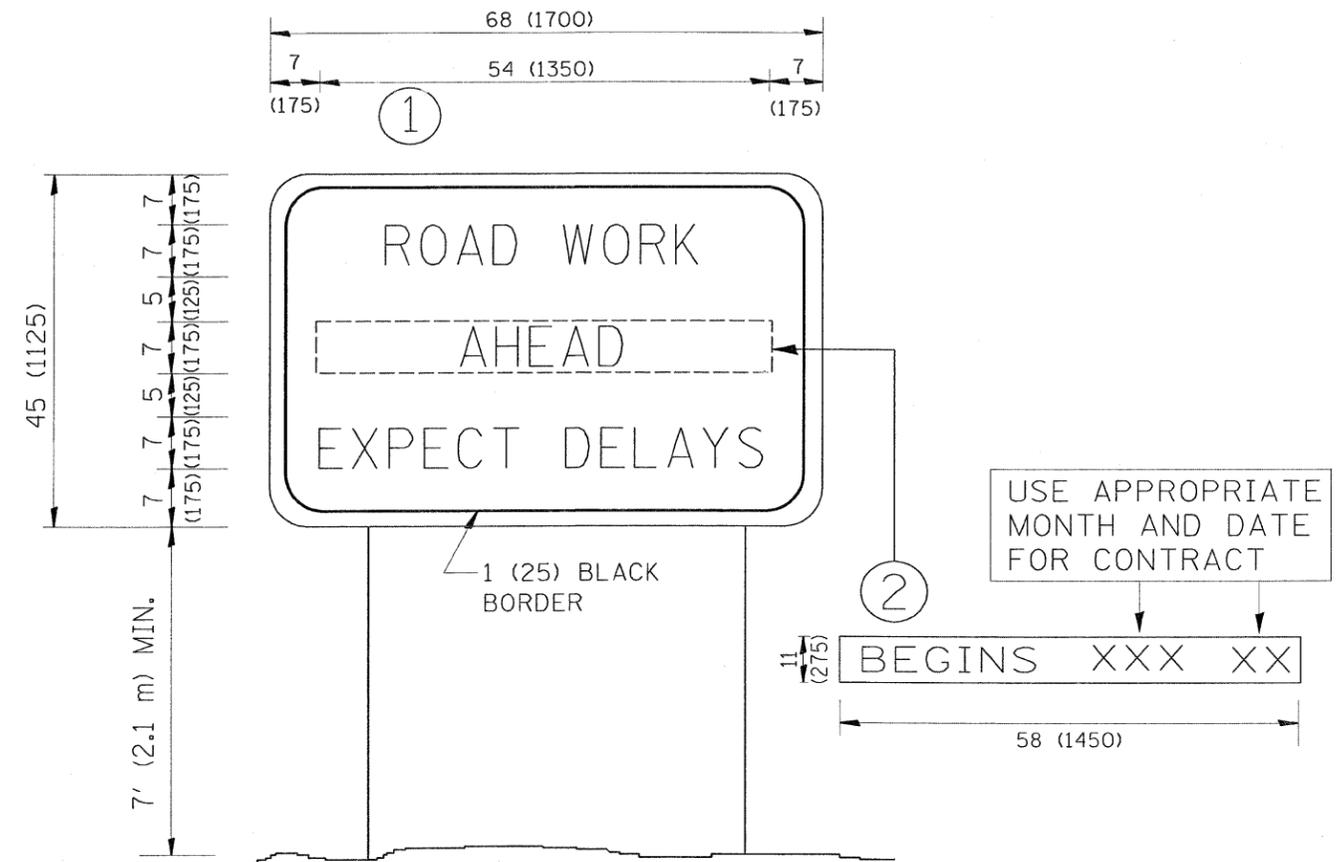 68 (1700)
7
54 (1350)
7
(175)
(175)
1
45 (1125)
7
(175)
7
(175)
5
(125)
7
(175)
5
(125)
7
(175)
7
(175)
ROAD WORK
AHEAD
EXPECT DELAYS
7' (2.1 m) MIN.
1 (25) BLACK
BORDER
2
USE APPROPRIATE
MONTH AND DATE
FOR CONTRACT
11
(275)
BEGINS XXX XX
58 (1450)